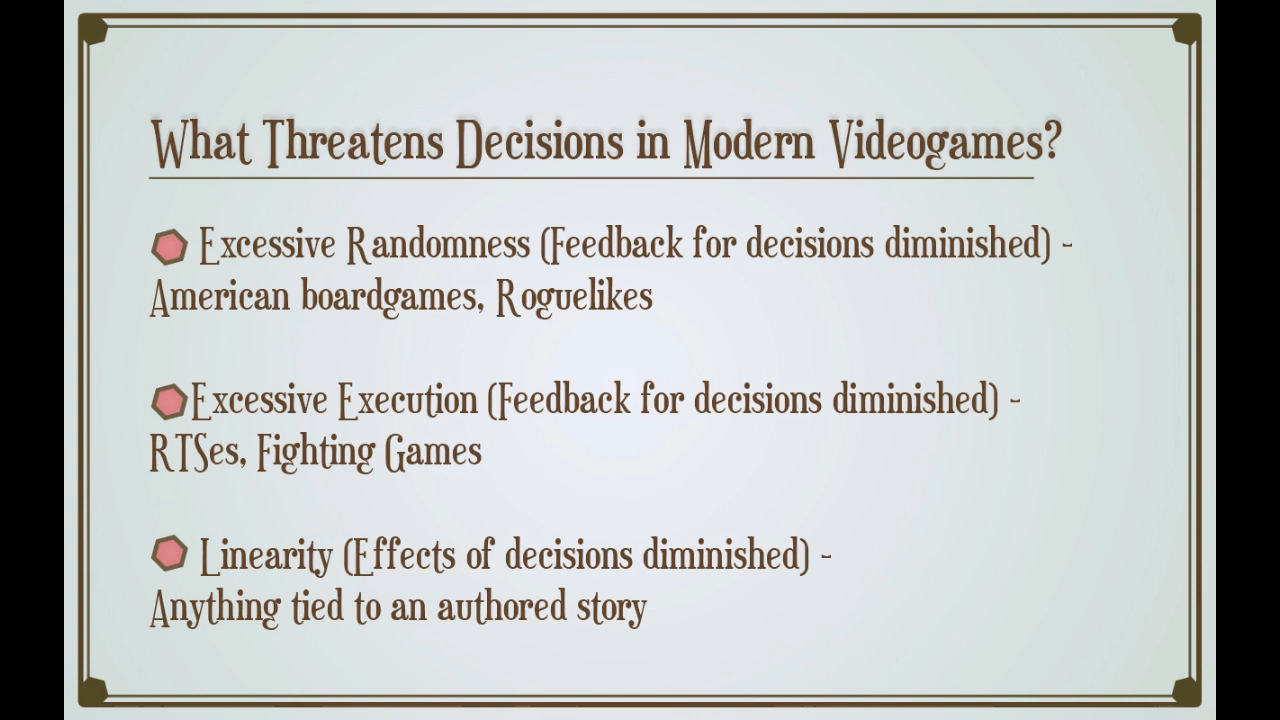 What Threatens Decisions in Modern Videogames?
Excessive Randomness (Feedback for decisions diminished) -
American boardgames, Roguelikes
Excessive Execution (Feedback for decisions diminished) -
RTSes, Fighting Games
Linearity (Effects of decisions diminished) -
Anything tied to an authored story